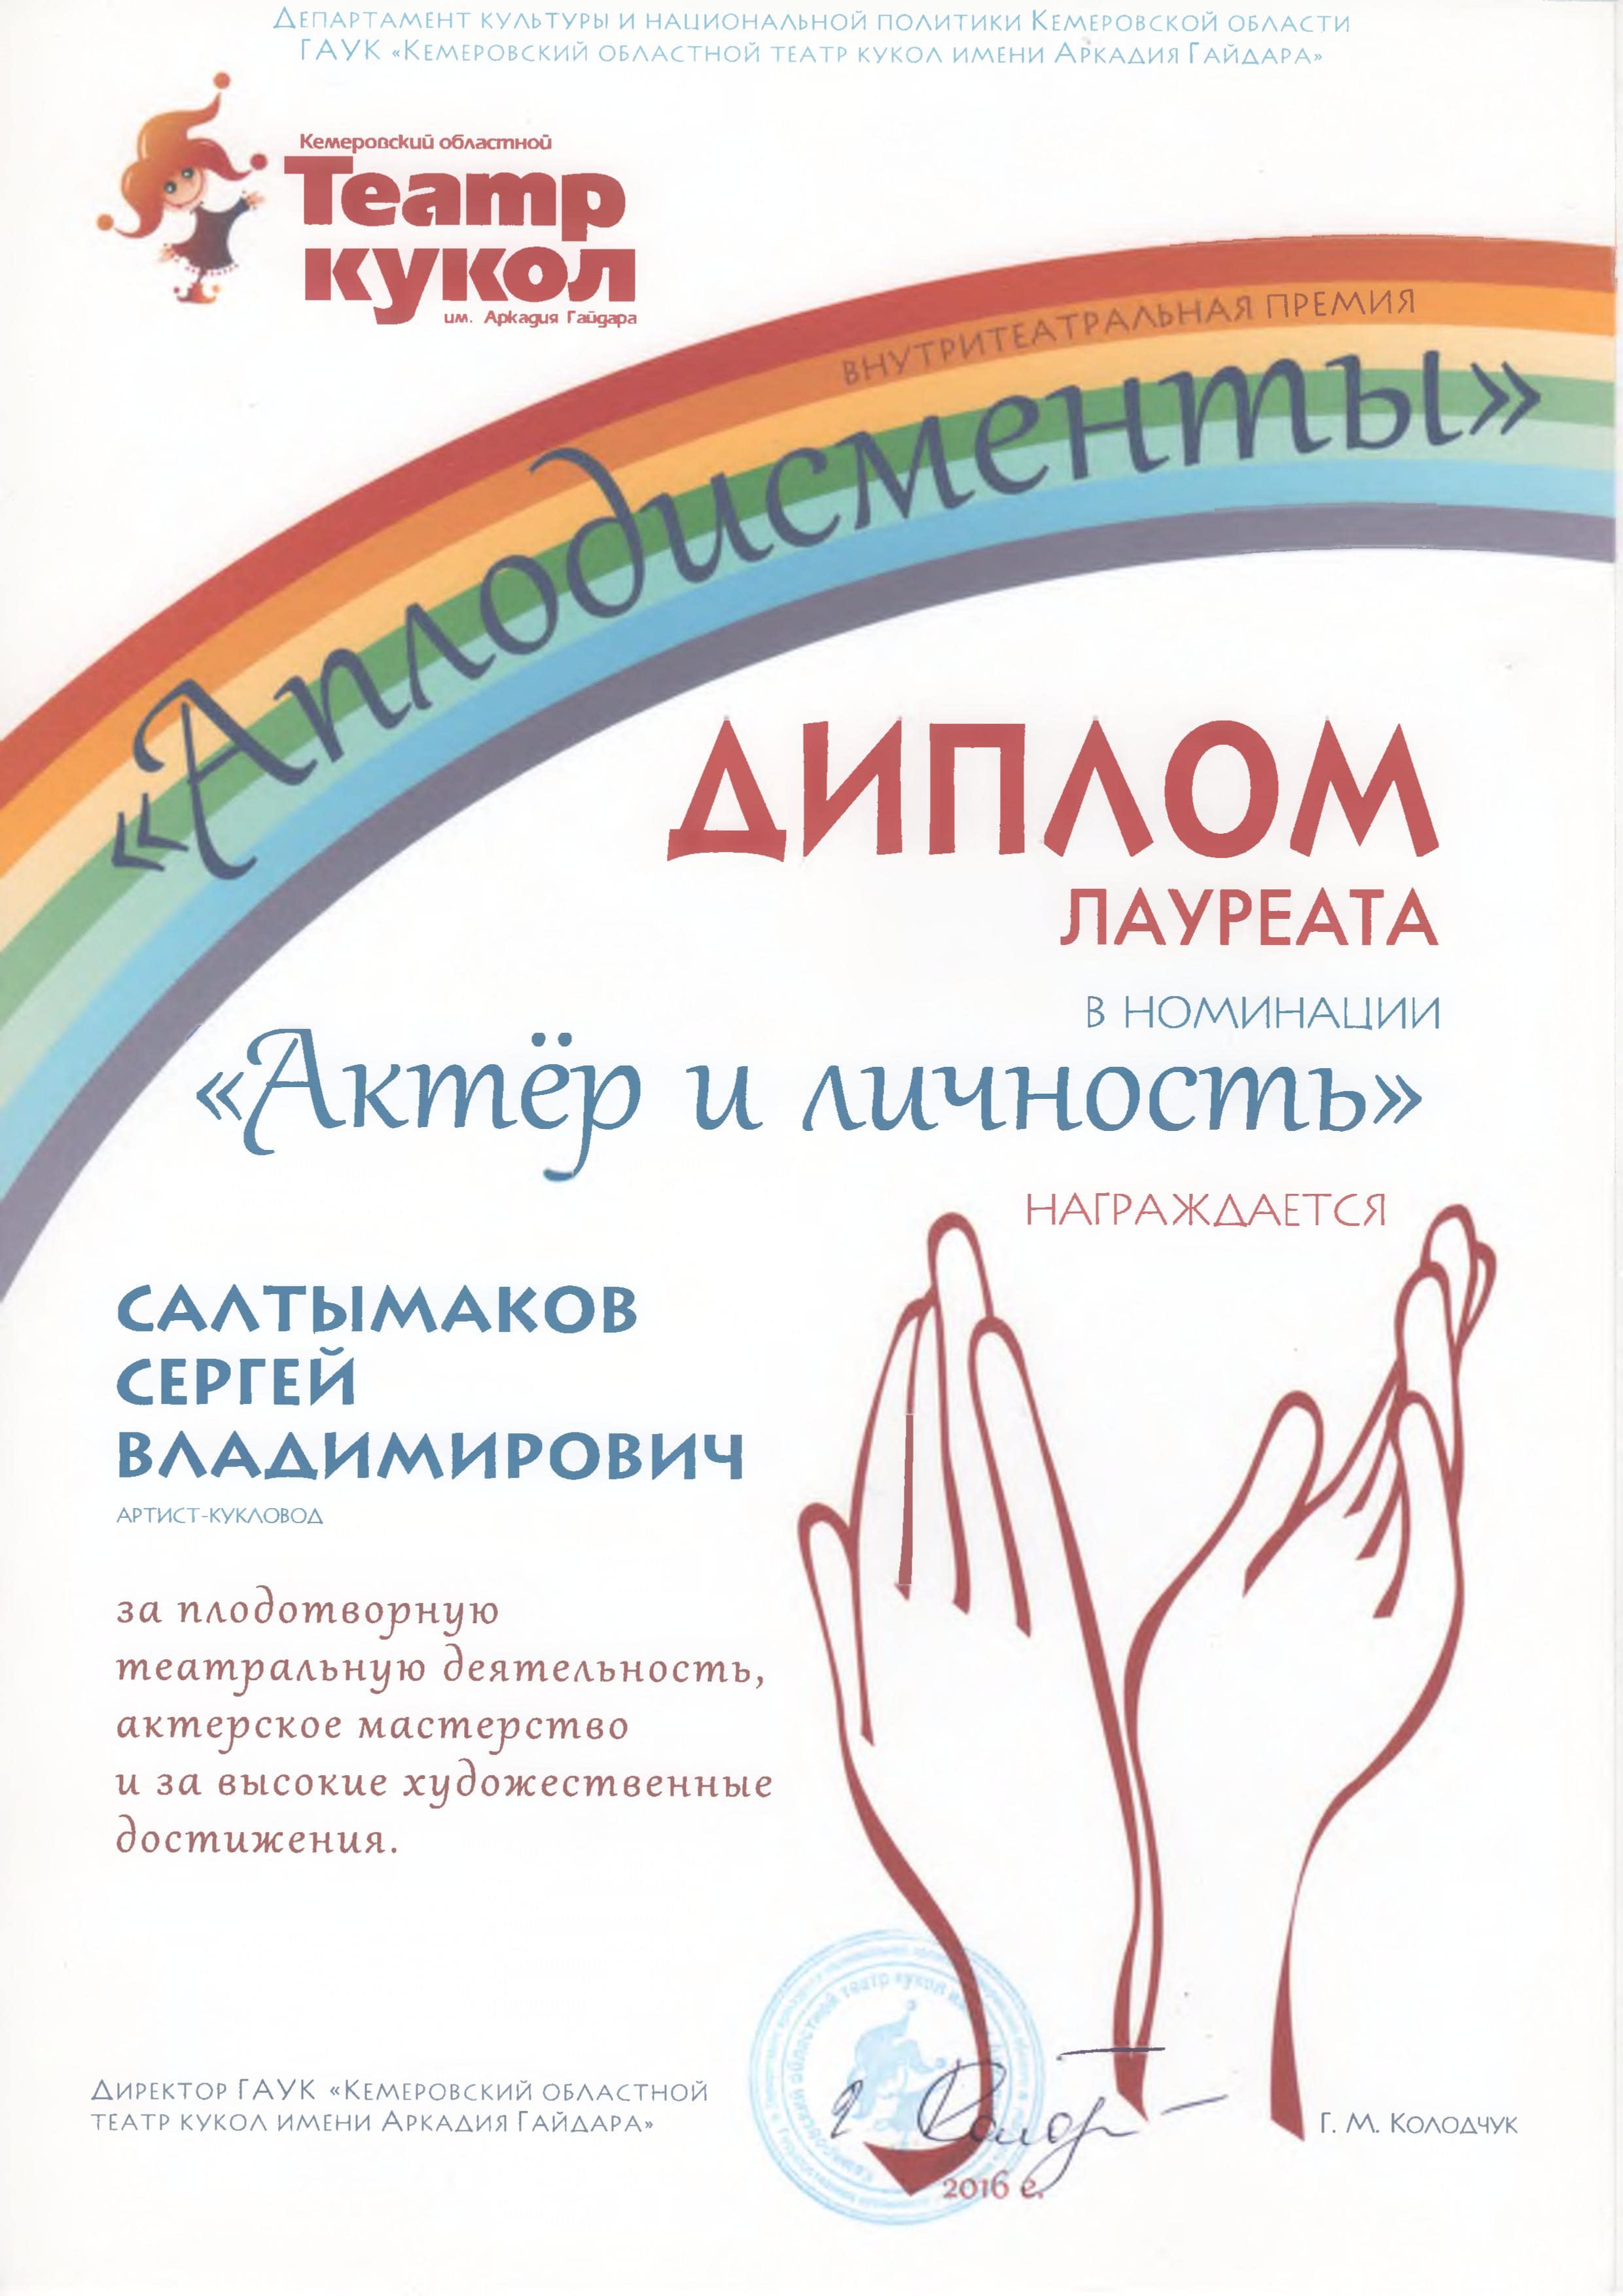 Департамент культуры и национальной политики Кемеровской области
ГАУК «Кемеровский областной театр кукол имени Аркадия Гайдара»
Кемеровский областной
Театр
кукол
им. Аркадия Гайдара
ВНУТРИТЕАТРАЛЬНАЯ ПРЕМИЯ
«Аплодисменты»
ДИПЛОМ
ЛАУРЕАТА
В НОМИНАЦИИ
«Актёр и личность»
НАГРАЖДАЕТСЯ
САЛТЫМАКОВ
СЕРГЕЙ
ВЛАДИМИРОВИЧ
АРТИСТ-КУКЛОВОД
за плодотворную
театральную деятельность,
актерское мастерство
и за высокие художественные
достижения.
Директор ГАУК «Кемеровский областной
театр кукол имени Аркадия Гайдара»
Г. М. Колодчук
2016 г.